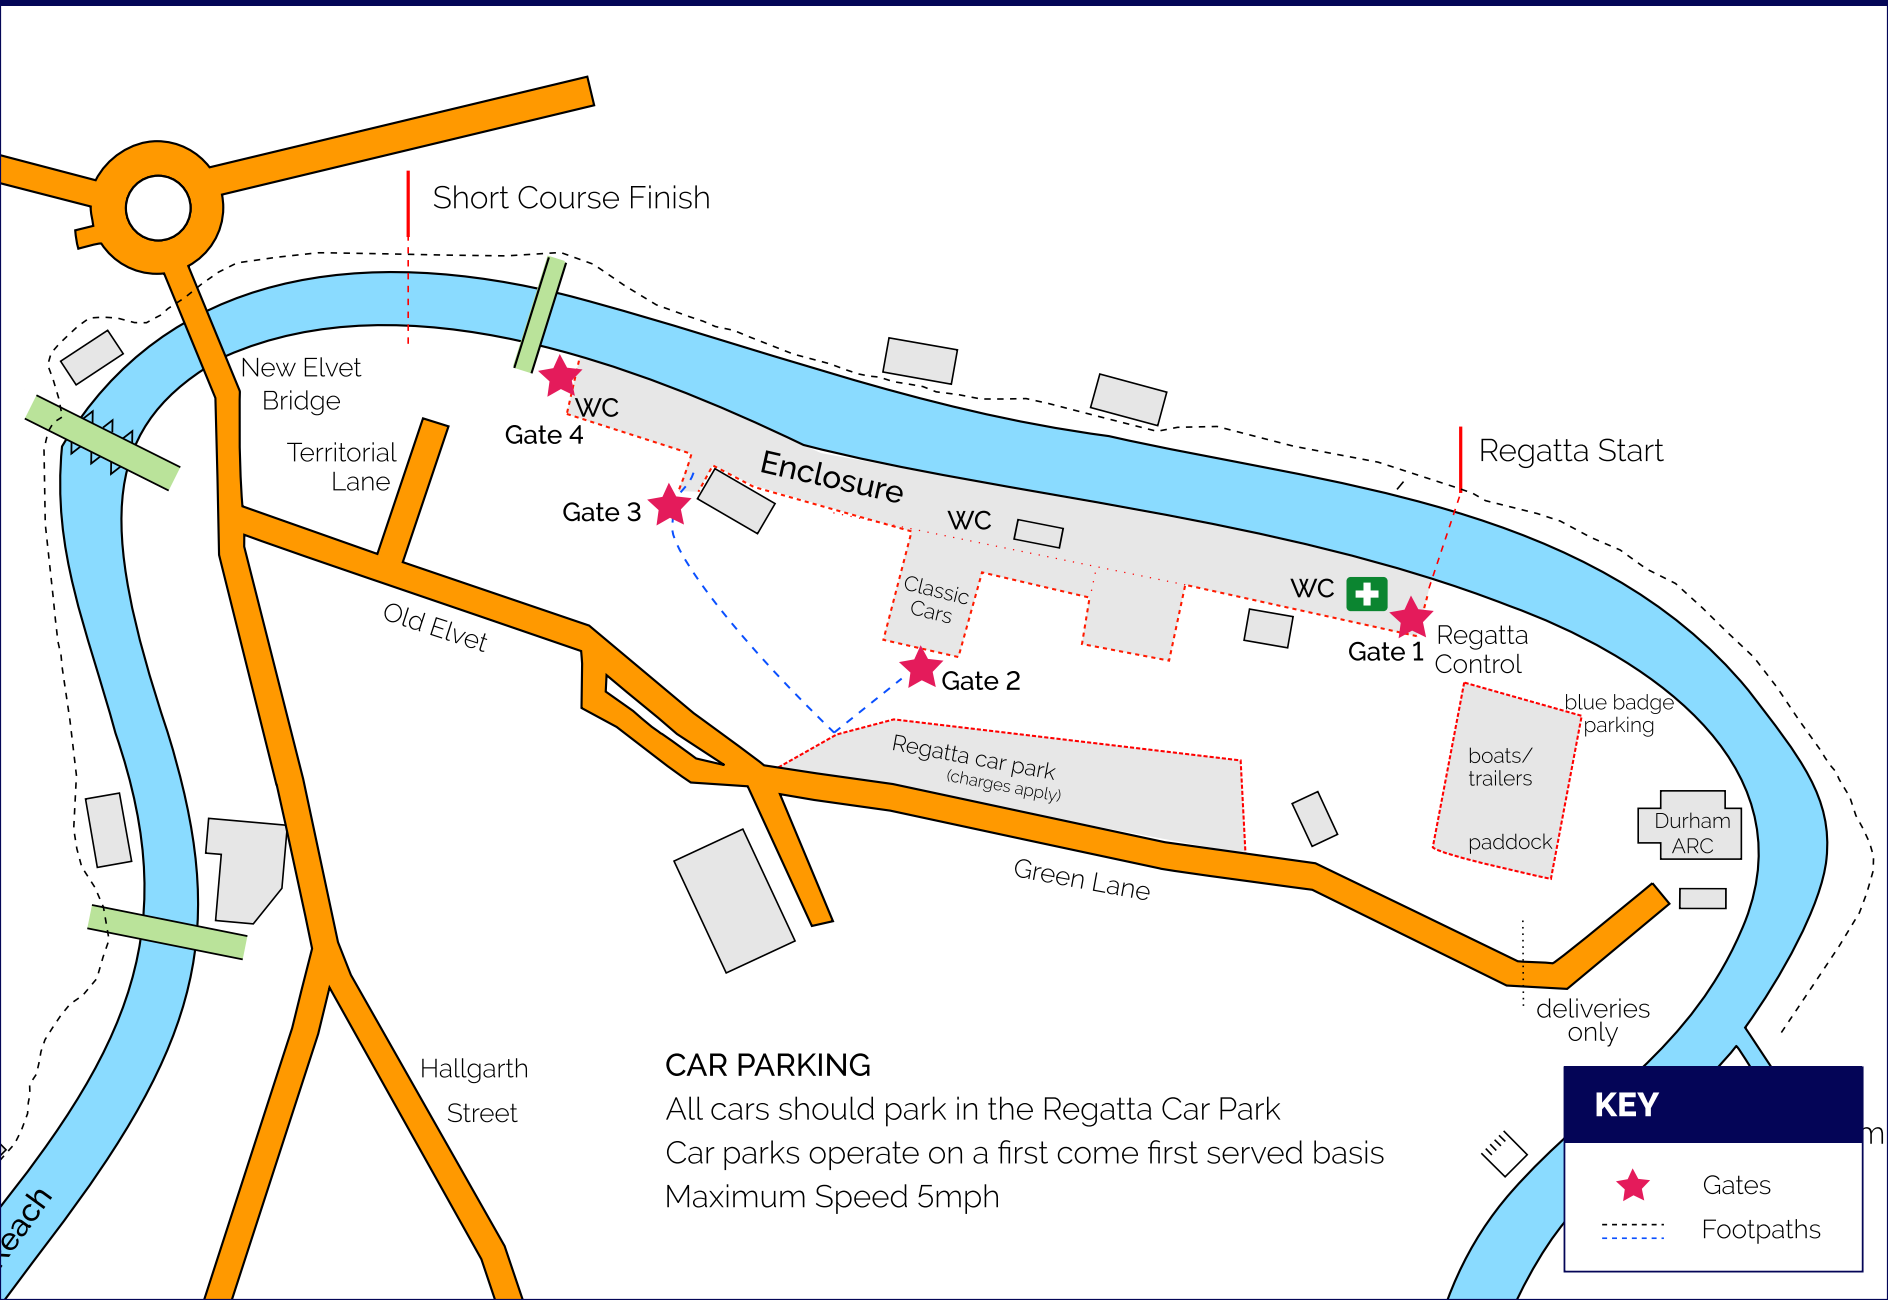 Short Course Finish
New Elvet
Bridge
Territorial
Lane
WC
Gate 4
Gate 3
Enclosure
WC
Regatta Start
Classic
Cars
WC
Gate 1
Regatta
Control
Gate 2
Old Elvet
blue badge
parking
Regatta car park
(charges apply)
boats/
trailers
paddock
Durham
ARC
Green Lane
deliveries
only
Hallgarth
Street
CAR PARKING
All cars should park in the Regatta Car Park
Car parks operate on a first come first served basis
Maximum Speed 5mph
KEY
Gates
Footpaths